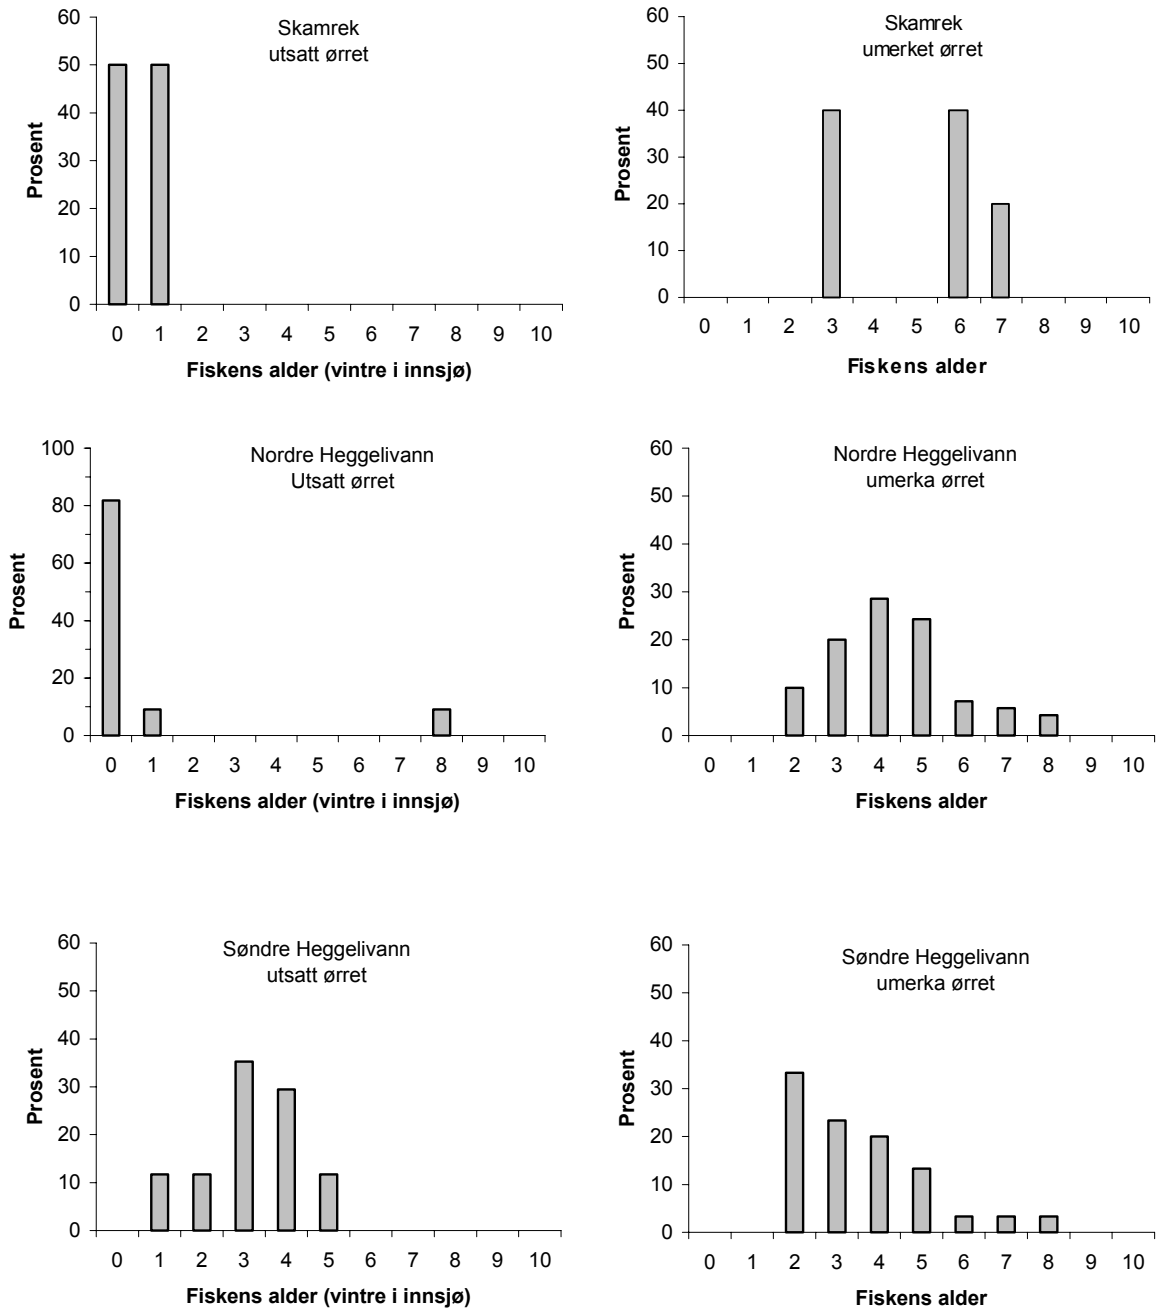 Skamrek
utsatt ørret
60
50
40
30
20
10
0
Prosent
0 1 2 3 4 5 6 7 8 9 10
Fiskens alder (vintre i innsjø)
Skamrek
umerket ørret
60
50
40
30
20
10
0
Prosent
0 1 2 3 4 5 6 7 8 9 10
Fiskens alder
Nordre Heggelivann
Utsatt ørret
100
80
60
40
20
0
Prosent
0 1 2 3 4 5 6 7 8 9 10
Fiskens alder (vintre i innsjø)
Nordre Heggelivann
umerka ørret
60
50
40
30
20
10
0
Prosent
0 1 2 3 4 5 6 7 8 9 10
Fiskens alder
Søndre Heggelivann
utsatt ørret
60
50
40
30
20
10
0
Prosent
0 1 2 3 4 5 6 7 8 9 10
Fiskens alder (vintre i innsjø)
Søndre Heggelivann
umerka ørret
60
50
40
30
20
10
0
Prosent
0 1 2 3 4 5 6 7 8 9 10
Fiskens alder